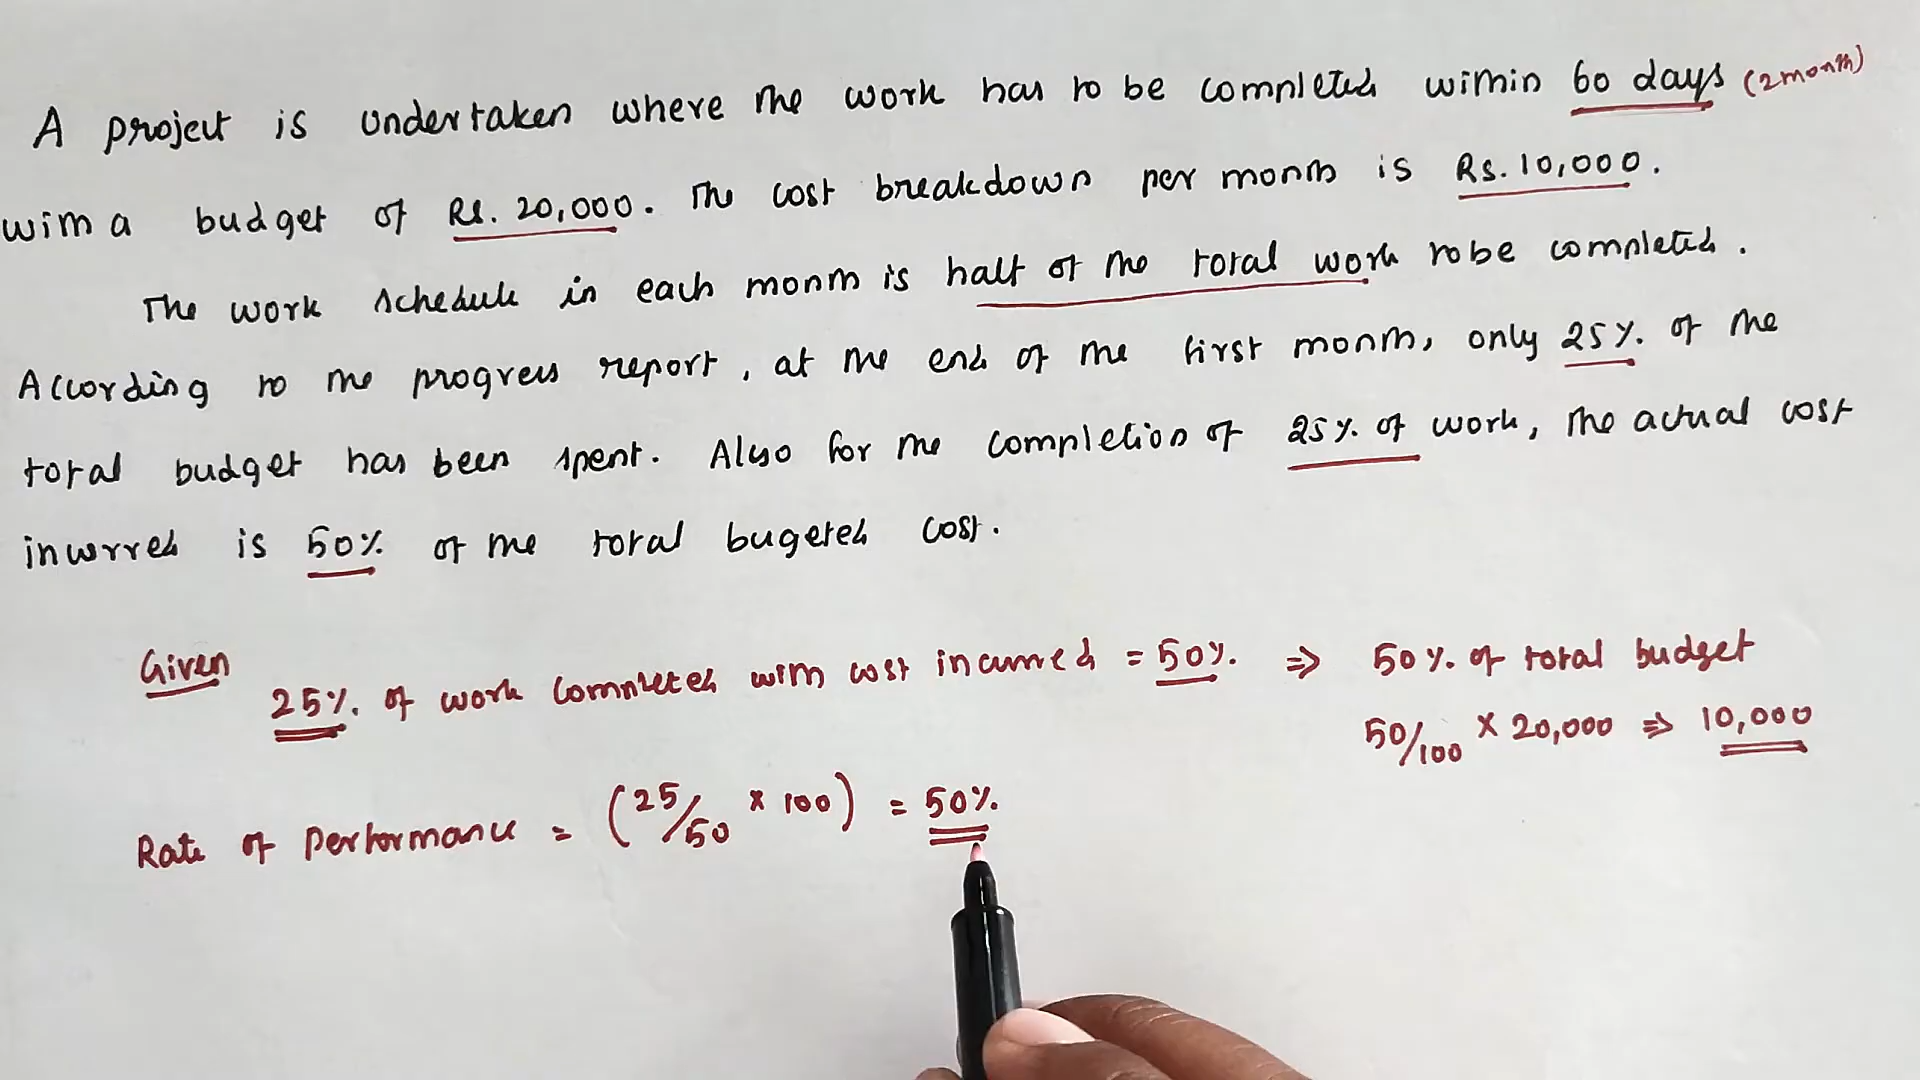 A project is undertaken where the work has to be completed within 60 days (2 month)
with a budget of Rs. 20,000. The cost breakdown per month is Rs. 10,000.
The work schedule in each month is half of the total work to be completed.
According to the progress report, at the end of the first month, only 25% of the
total budget has been spent. Also for the completion of 25% of work, the actual cost
incurred is 50% of the total bugeted cost.
Given
25% of work completed with cost incurred = 50% ⇒ 50% of total budget
50/100 × 20,000 ⇒ 10,000
Rate of performance = (25/50 × 100) = 50%